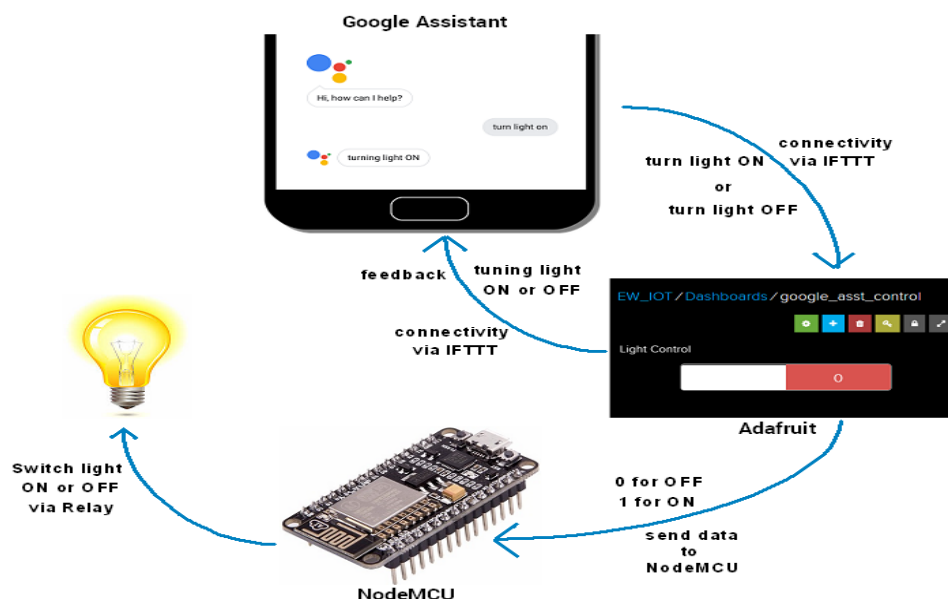 Google Assistant
Hi, how can I help?
turn light on
turning light ON
connectivity
via IFTTT
turn light ON
or
turn light OFF
feedback
tuning light
ON or OFF
connectivity
via IFTTT
EW_IOT / Dashboards / google_asst_control
Light Control
O
Adafruit
Switch light
ON or OFF
via Relay
0 for OFF
1 for ON
send data
to
NodeMCU
NodeMCU